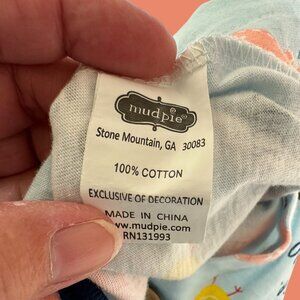 mudpie®
Stone Mountain, GA 30083
100% COTTON
EXCLUSIVE OF DECORATION
MADE IN CHINA
www.mudpie.com
RN131993